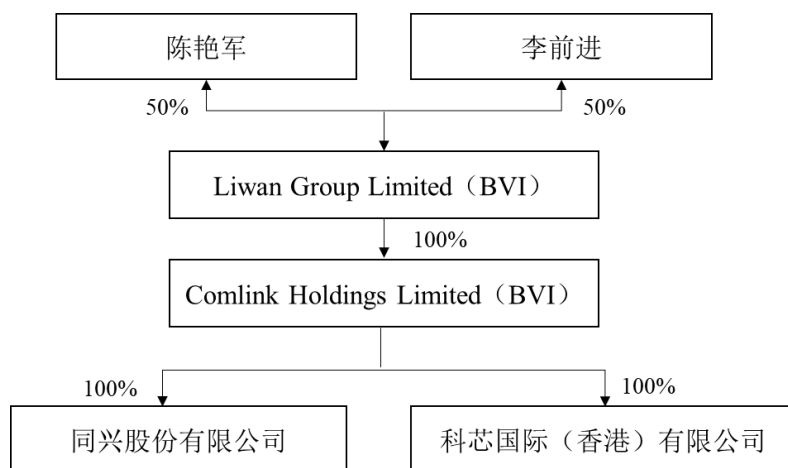 陈艳军
李前进
50%
50%
Liwan Group Limited（BVI）
100%
Comlink Holdings Limited（BVI）
100%
100%
同兴股份有限公司
科芯国际（香港）有限公司